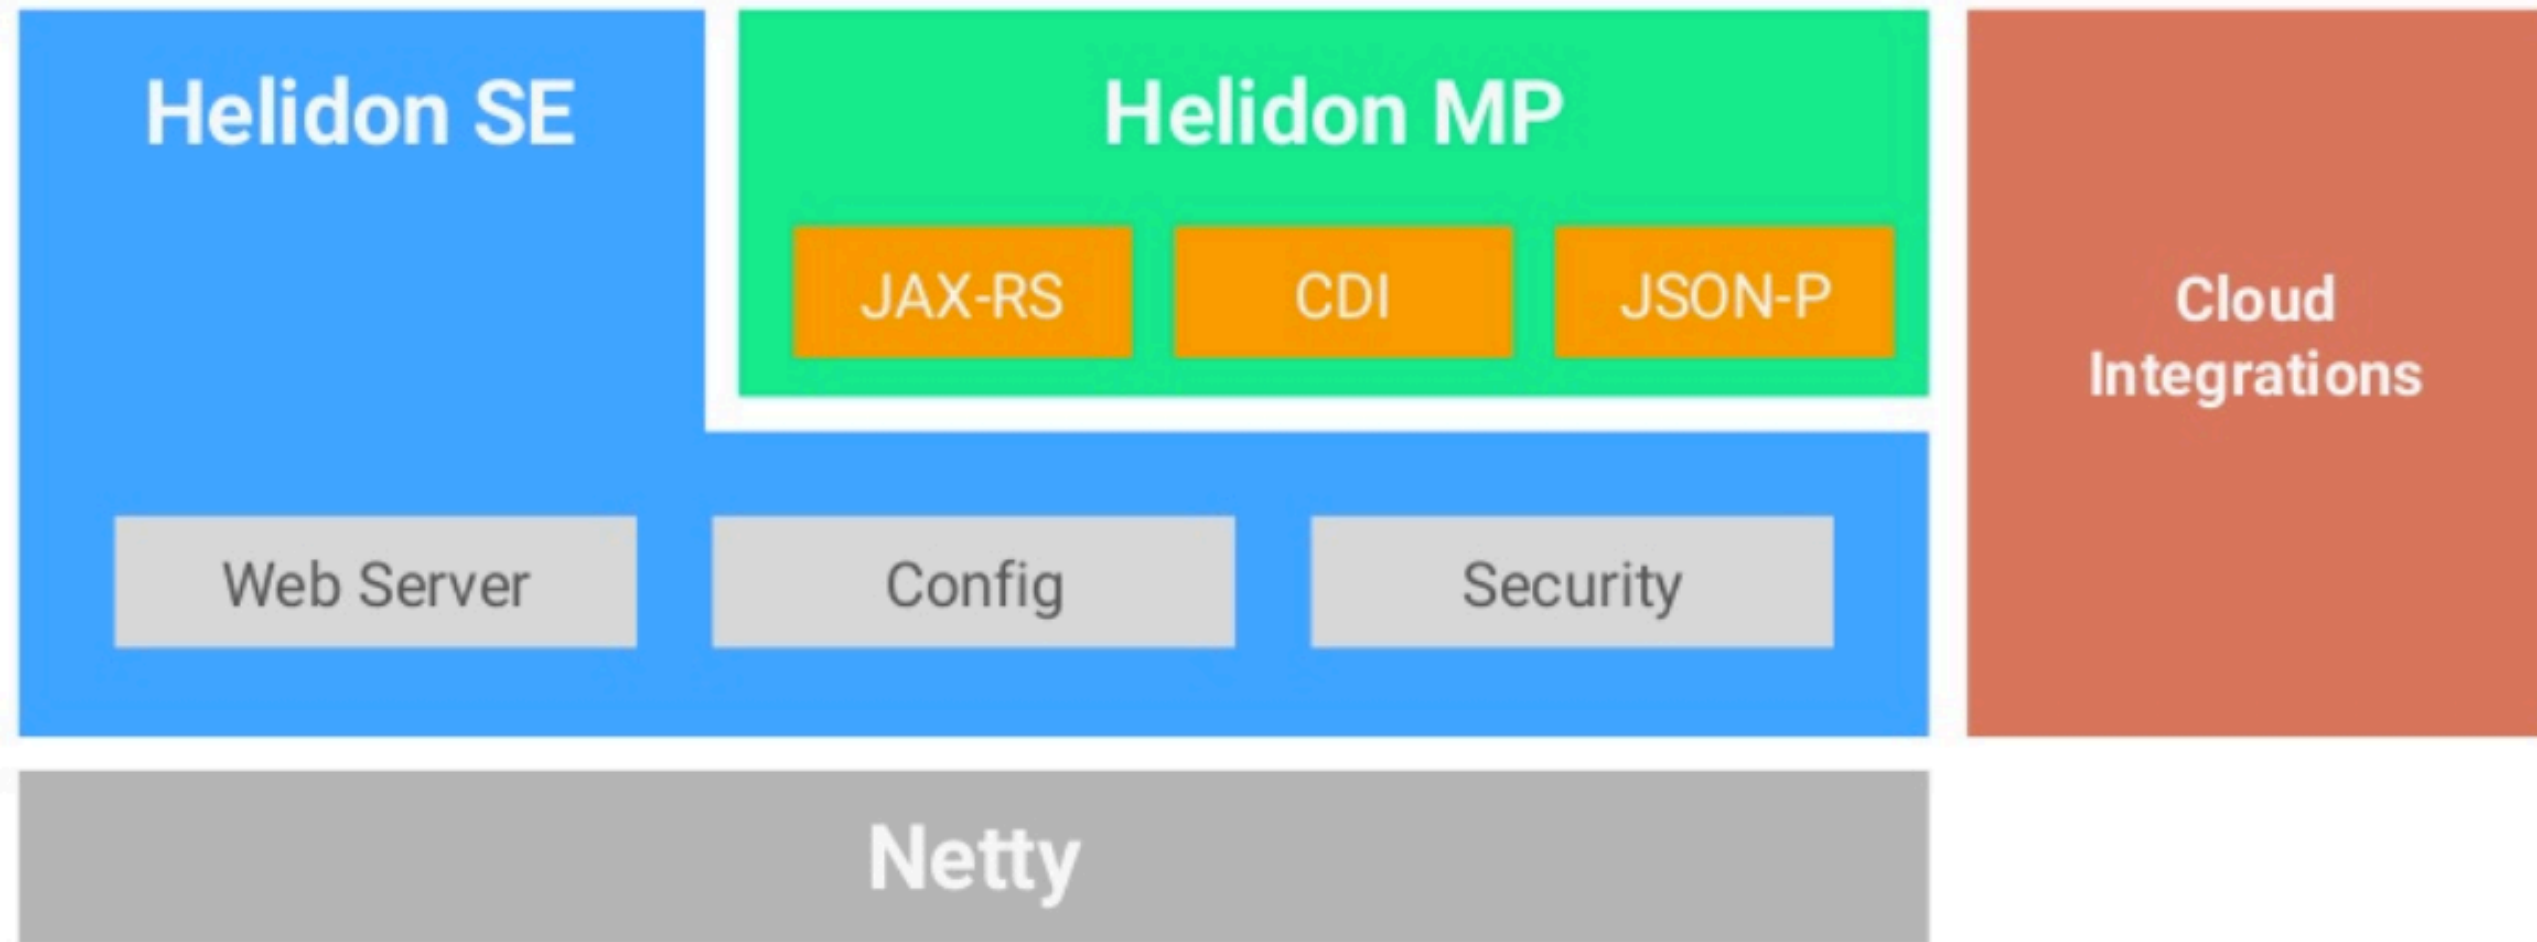 Helidon SE
Helidon MP
JAX-RS
CDI
JSON-P
Cloud
Integrations
Web Server
Config
Security
Netty